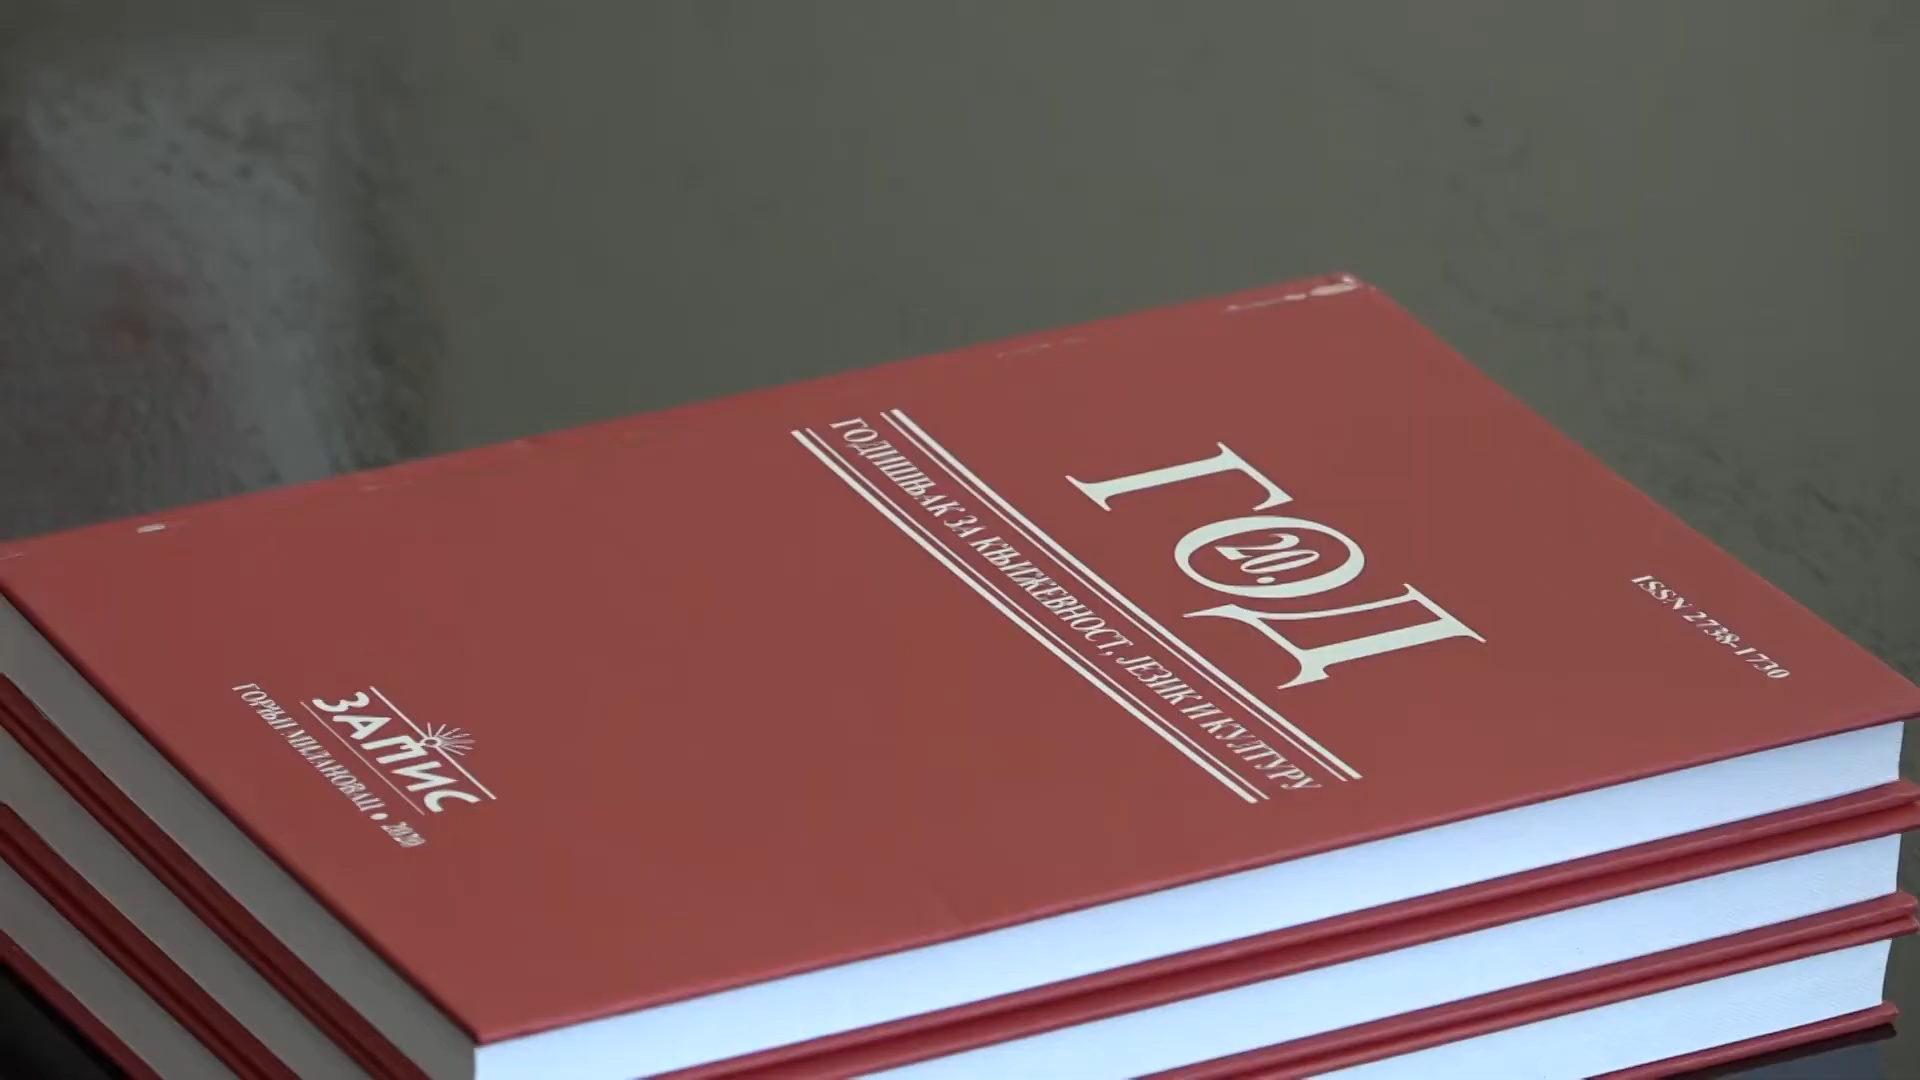 ISSN 2738-1730
ГОД
20.
ГОДИШЊАК ЗА КЊИЖЕВНОСТ, ЈЕЗИК И КУЛТУРУ
ЗАПИС
ГОРЊИ МИЛАНОВАЦ • 2020